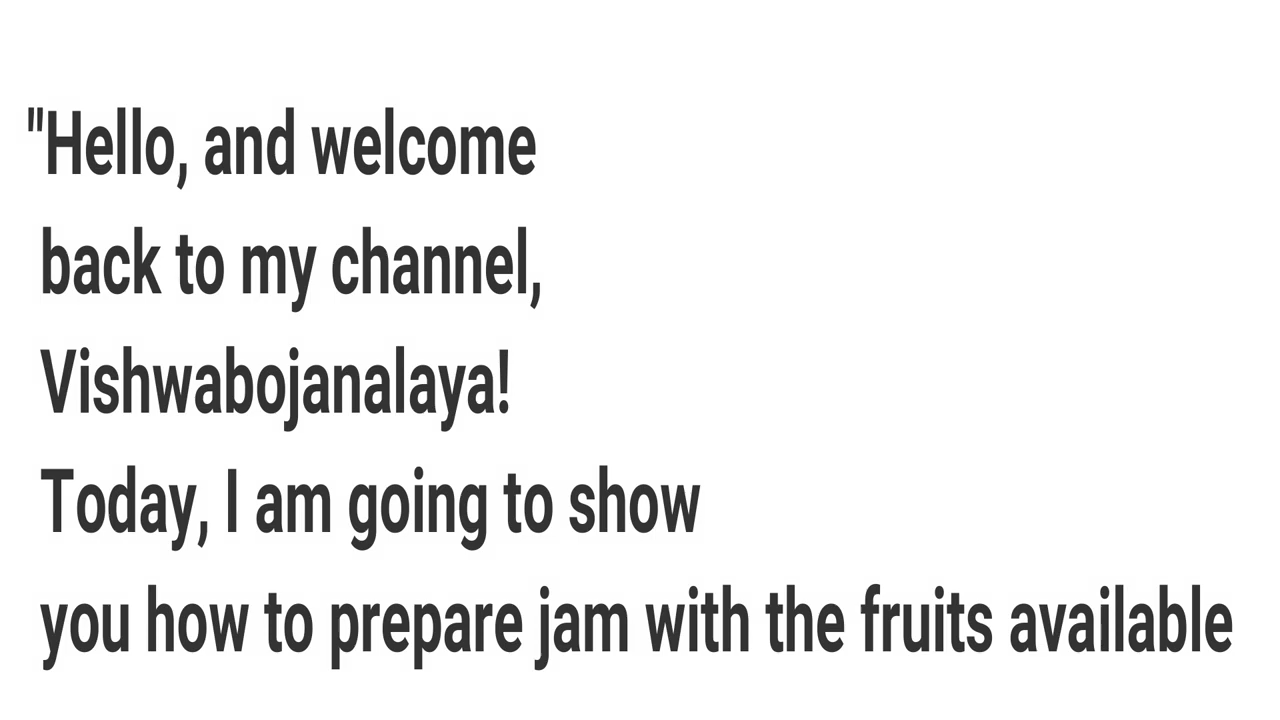 "Hello, and welcome
back to my channel,
Vishwabojanalaya!
Today, I am going to show
you how to prepare jam with the fruits available